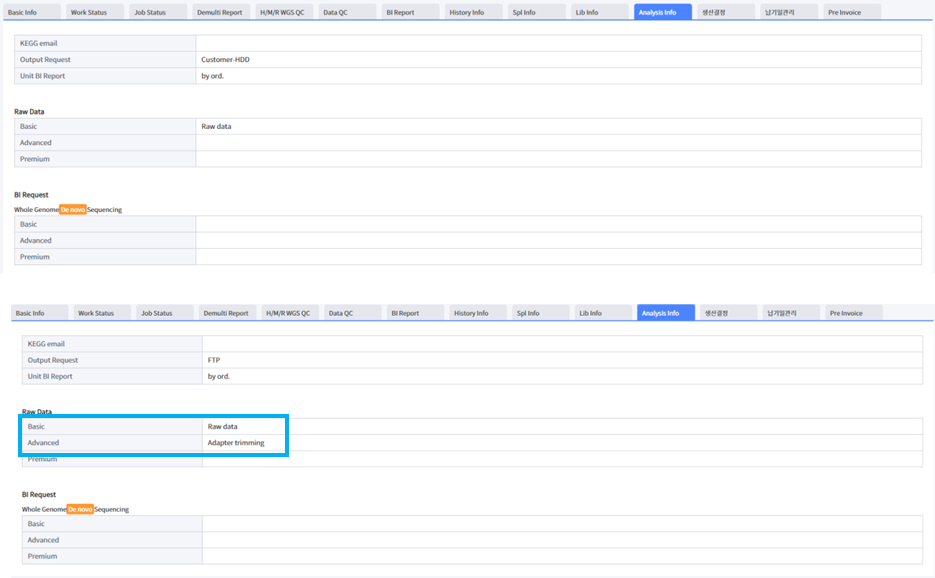 Basic Info Work Status Job Status Demulti Report H/M/R WGS QC Data QC BI Report History Info Spl Info Lib Info Analysis Info 생산결정 납기일관리 Pre Invoice
KEGG email
Output Request Customer-HDD
Unit BI Report by ord.
Raw Data
Basic Raw data
Advanced
Premium
BI Request
Whole Genome De novo Sequencing
Basic
Advanced
Premium
Basic Info Work Status Job Status Demulti Report H/M/R WGS QC Data QC BI Report History Info Spl Info Lib Info Analysis Info 생산결정 납기일관리 Pre Invoice
KEGG email
Output Request FTP
Unit BI Report by ord.
Raw Data
Basic Raw data
Advanced Adapter trimming
Premium
BI Request
Whole Genome De novo Sequencing
Basic
Advanced
Premium